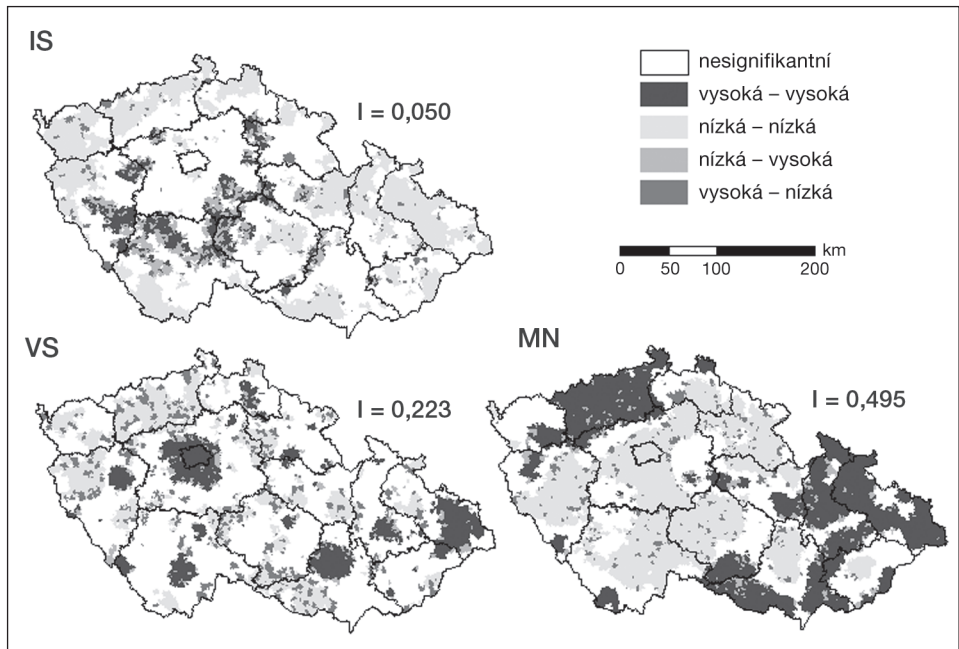 IS
I = 0,050
nesignifikantní
vysoká – vysoká
nízká – nízká
nízká – vysoká
vysoká – nízká
km
0 50 100 200
VS
I = 0,223
MN
I = 0,495